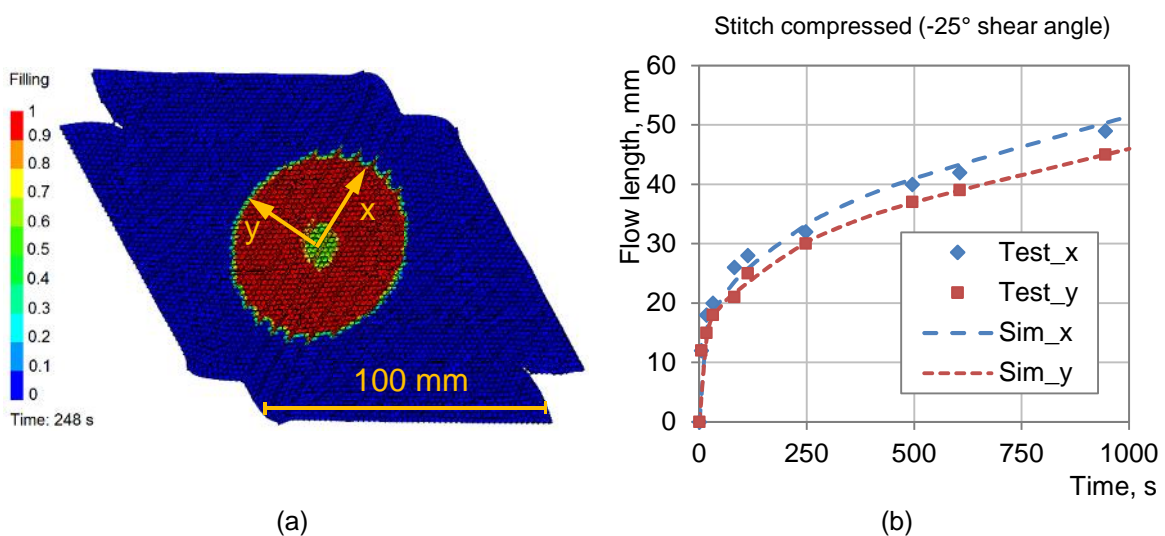 Filling
1
0.9
0.8
0.7
0.6
0.5
0.4
0.3
0.2
0.1
0
Time: 248 s
y
x
100 mm
(a)
Stitch compressed (-25° shear angle)
Flow length, mm
60
50
40
30
20
10
0
0 250 500 750 1000
Time, s
Test_x
Test_y
Sim_x
Sim_y
(b)